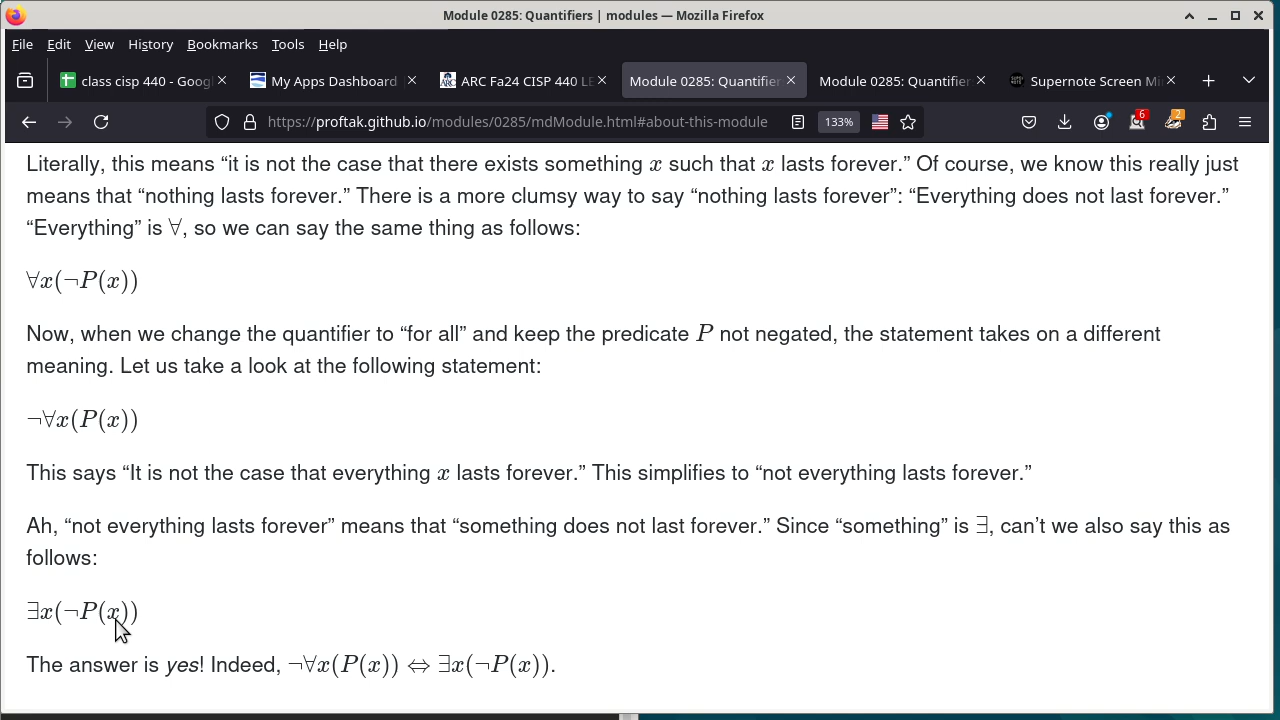 Module 0285: Quantifiers | modules — Mozilla Firefox
File Edit View History Bookmarks Tools Help
class cisp 440 - Goog
My Apps Dashboard
ARC Fa24 CISP 440 LE
Module 0285: Quantifier
Module 0285: Quantifier
Supernote Screen Mi
https://proftak.github.io/modules/0285/mdModule.html#about-this-module 133% 6 2
Literally, this means “it is not the case that there exists something x such that x lasts forever.” Of course, we know this really just
means that “nothing lasts forever.” There is a more clumsy way to say “nothing lasts forever”: “Everything does not last forever.”
“Everything” is ∀, so we can say the same thing as follows:
∀x(¬P(x))
Now, when we change the quantifier to “for all” and keep the predicate P not negated, the statement takes on a different
meaning. Let us take a look at the following statement:
¬∀x(P(x))
This says “It is not the case that everything x lasts forever.” This simplifies to “not everything lasts forever.”
Ah, “not everything lasts forever” means that “something does not last forever.” Since “something” is ∃, can’t we also say this as
follows:
∃x(¬P(x))
The answer is yes! Indeed, ¬∀x(P(x)) ⇔ ∃x(¬P(x)).